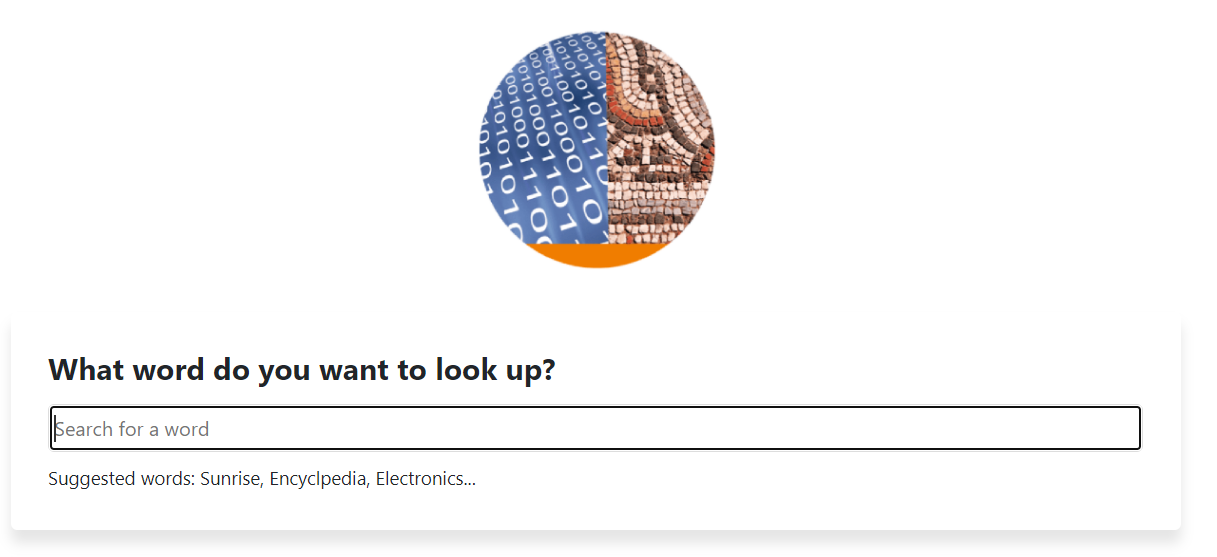 What word do you want to look up?
Search for a word
Suggested words: Sunrise, Encyclpedia, Electronics...